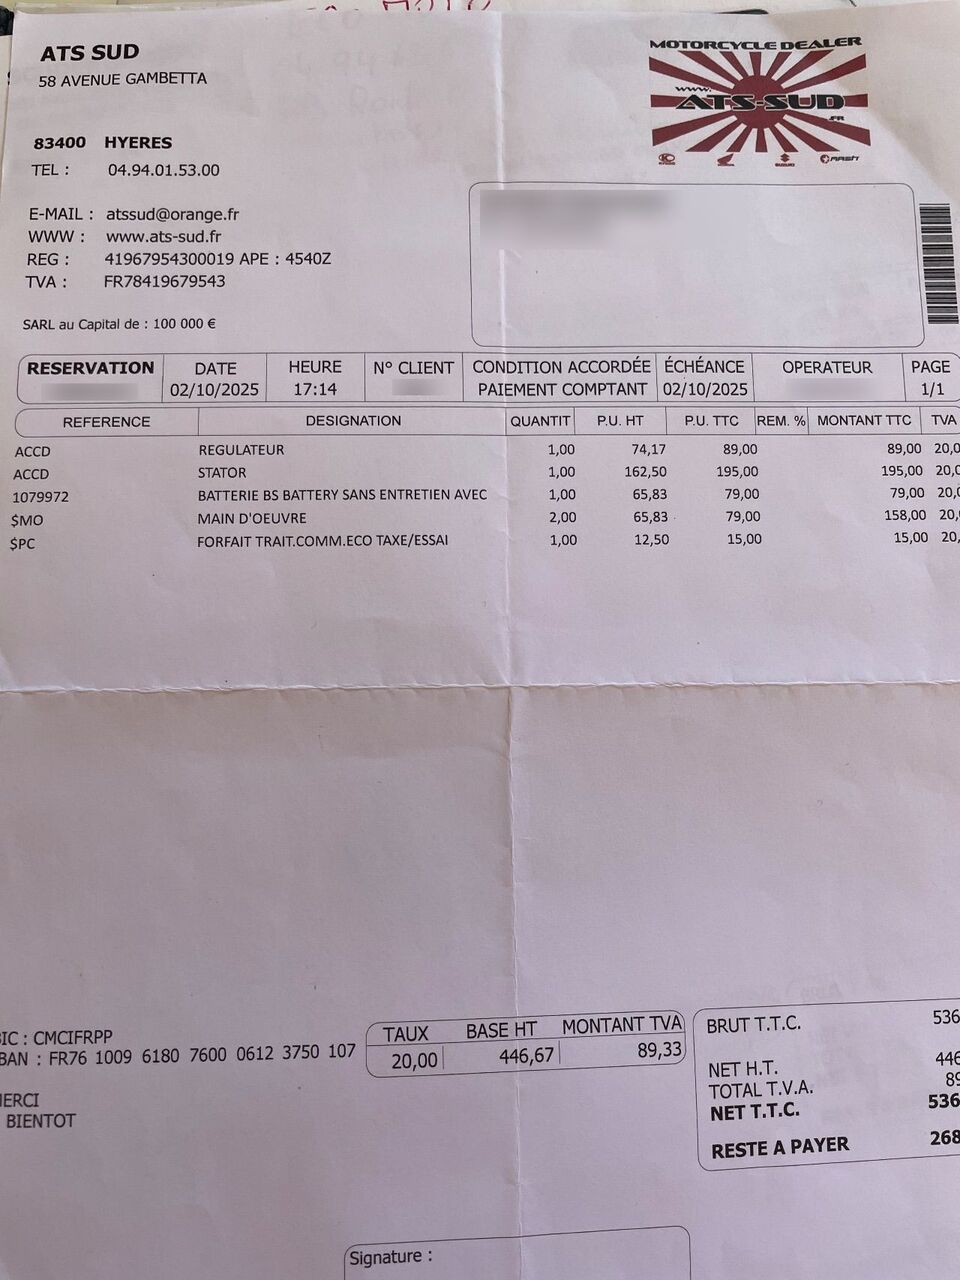 ATS SUD
58 AVENUE GAMBETTA
83400 HYERES
TEL : 04.94.01.53.00
E-MAIL : atssud@orange.fr
WWW : www.ats-sud.fr
REG : 41967954300019 APE : 4540Z
TVA : FR78419679543
SARL au Capital de : 100 000 €
MOTORCYCLE DEALER
www.
ATS-SUD
.FR
HONDA SUZUKI MASH
RESERVATION DATE HEURE N° CLIENT CONDITION ACCORDÉE ÉCHÉANCE OPERATEUR PAGE
02/10/2025 17:14 PAIEMENT COMPTANT 02/10/2025 1/1
REFERENCE DESIGNATION QUANTIT P.U. HT P.U. TTC REM. % MONTANT TTC TVA
ACCD REGULATEUR 1,00 74,17 89,00 89,00 20,0
ACCD STATOR 1,00 162,50 195,00 195,00 20,0
1079972 BATTERIE BS BATTERY SANS ENTRETIEN AVEC 1,00 65,83 79,00 79,00 20,0
$MO MAIN D'OEUVRE 2,00 65,83 79,00 158,00 20,
$PC FORFAIT TRAIT.COMM.ECO TAXE/ESSAI 1,00 12,50 15,00 15,00 20,
BIC : CMCIFRPP
BAN : FR76 1009 6180 7600 0612 3750 107
MERCI
BIENTOT
TAUX BASE HT MONTANT TVA
20,00 446,67 89,33
BRUT T.T.C. 536
NET H.T. 446
TOTAL T.V.A. 89
NET T.T.C. 536
RESTE A PAYER 268
Signature :